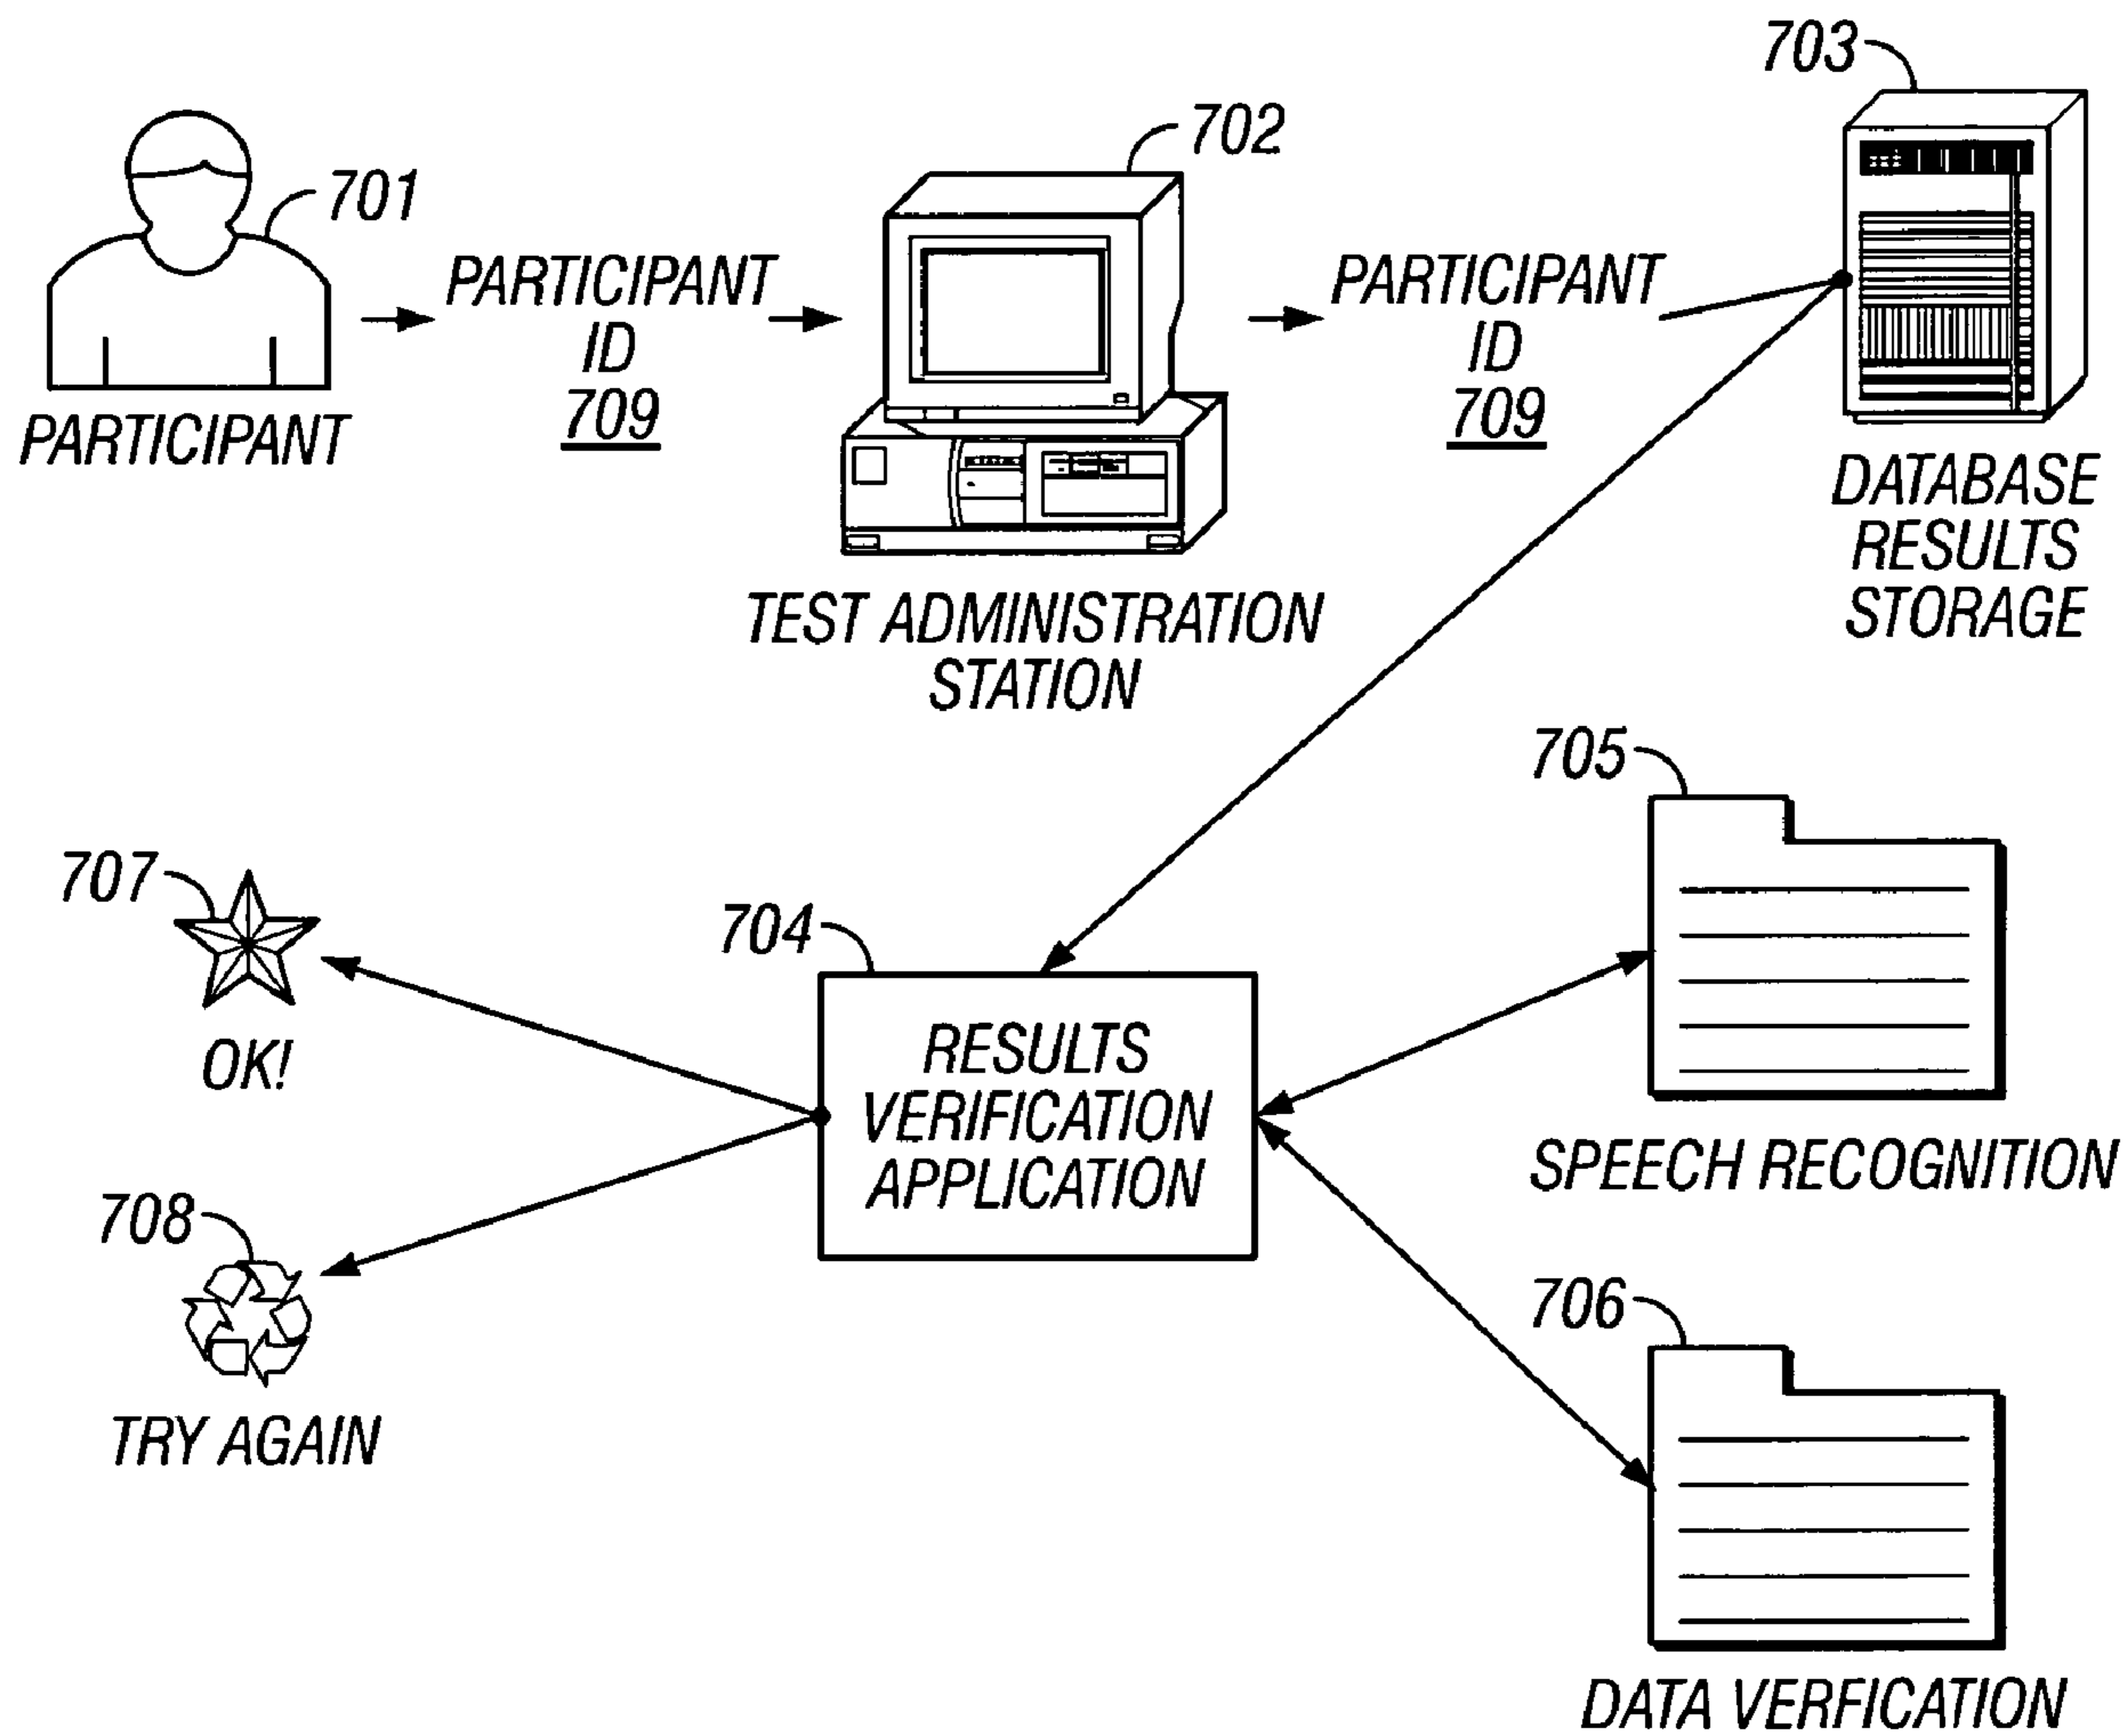 703
702
701
PARTICIPANT
ID
709
PARTICIPANT
ID
709
PARTICIPANT
DATABASE
RESULTS
STORAGE
TEST ADMINISTRATION
STATION
705
707
704
OK!
RESULTS
VERIFICATION
APPLICATION
SPEECH RECOGNITION
708
706
TRY AGAIN
DATA VERFICATION